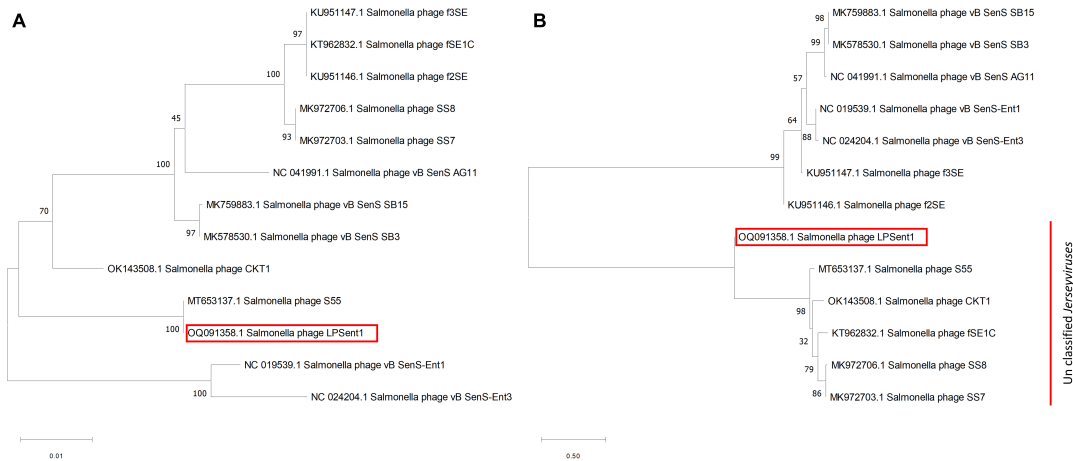 A
KU951147.1 Salmonella phage f3SE
97
KT962832.1 Salmonella phage fSE1C
100
KU951146.1 Salmonella phage f2SE
MK972706.1 Salmonella phage SS8
45
93
MK972703.1 Salmonella phage SS7
100
NC 041991.1 Salmonella phage vB SenS AG11
MK759883.1 Salmonella phage vB SenS SB15
70
97
MK578530.1 Salmonella phage vB SenS SB3
OK143508.1 Salmonella phage CKT1
MT653137.1 Salmonella phage S55
100
OQ091358.1 Salmonella phage LPSent1
NC 019539.1 Salmonella phage vB SenS-Ent1
100
NC 024204.1 Salmonella phage vB SenS-Ent3
0.01
B
MK759883.1 Salmonella phage vB SenS SB15
98
99
MK578530.1 Salmonella phage vB SenS SB3
57
NC 041991.1 Salmonella phage vB SenS AG11
NC 019539.1 Salmonella phage vB SenS-Ent1
64
88
NC 024204.1 Salmonella phage vB SenS-Ent3
99
KU951147.1 Salmonella phage f3SE
KU951146.1 Salmonella phage f2SE
OQ091358.1 Salmonella phage LPSent1
MT653137.1 Salmonella phage S55
98
OK143508.1 Salmonella phage CKT1
32
KT962832.1 Salmonella phage fSE1C
79
MK972706.1 Salmonella phage SS8
86
MK972703.1 Salmonella phage SS7
0.50
Un classified Jerseyviruses